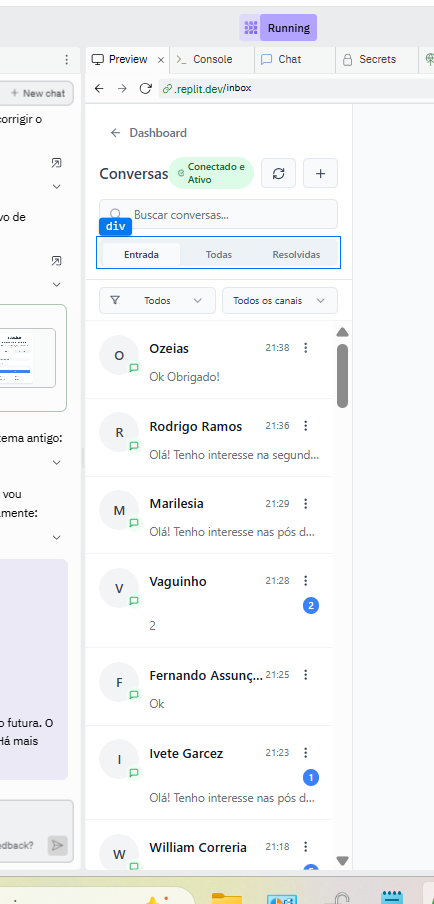 Running
Preview
Console
Chat
Secrets
New chat
.replit.dev/inbox
corrigir o
Dashboard
Conversas
Conectado e
Ativo
Buscar conversas...
div
Entrada
Todas
Resolvidas
Todos
Todos os canais
vo de
O
Ozeias
21:38
Ok Obrigado!
R
Rodrigo Ramos
21:36
Olá! Tenho interesse na segund...
tema antigo:
vou
amente:
M
Marilesia
21:29
Olá! Tenho interesse nas pós d...
V
Vaguinho
21:28
2
2
F
Fernando Assunç...
21:25
Ok
o futura. O
Há mais
I
Ivete Garcez
21:23
1
Olá! Tenho interesse nas pós d...
edback?
W
William Correria
21:18